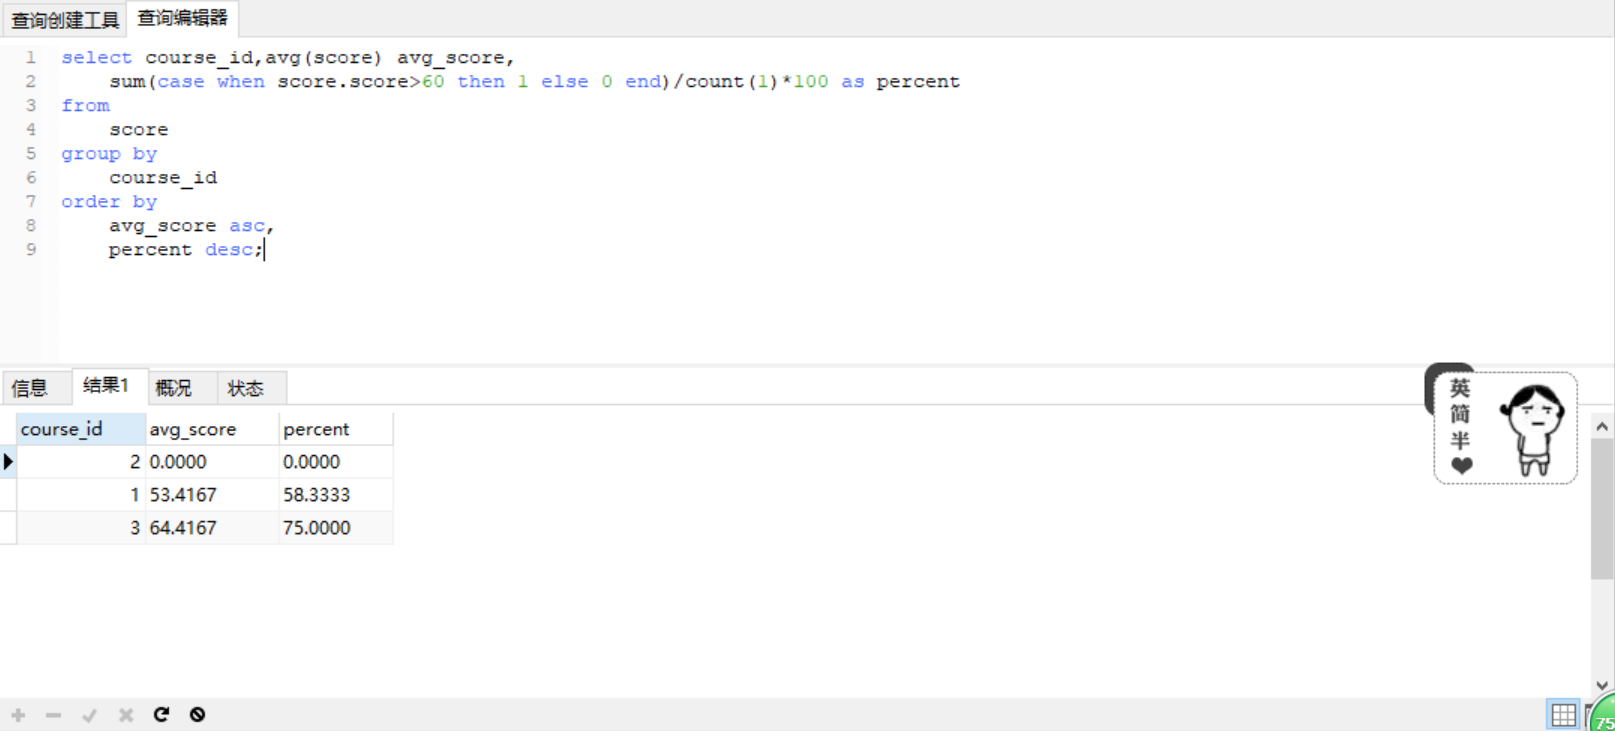 查询创建工具 查询编辑器
1 select course_id,avg(score) avg_score,
2 sum(case when score.score>60 then 1 else 0 end)/count(1)*100 as percent
3 from
4 score
5 group by
6 course_id
7 order by
8 avg_score asc,
9 percent desc;
信息 结果1 概况 状态
course_id avg_score percent
2 0.0000 0.0000
1 53.4167 58.3333
3 64.4167 75.0000
英
简
半
75